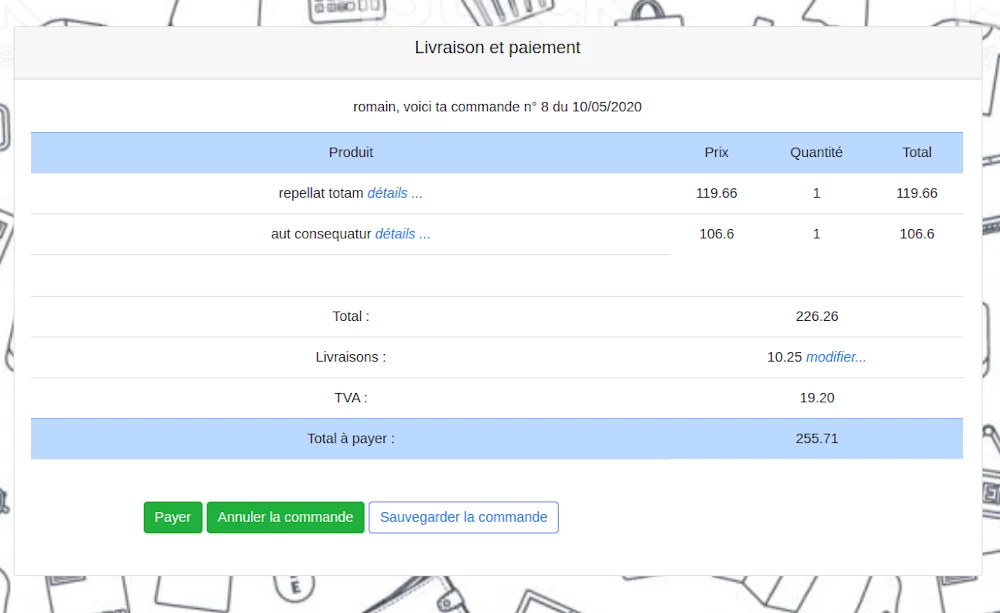 Livraison et paiement
romain, voici ta commande n° 8 du 10/05/2020
Produit Prix Quantité Total
repellat totam détails ... 119.66 1 119.66
aut consequatur détails ... 106.6 1 106.6
Total : 226.26
Livraisons : 10.25 modifier...
TVA : 19.20
Total à payer : 255.71
Payer Annuler la commande Sauvegarder la commande